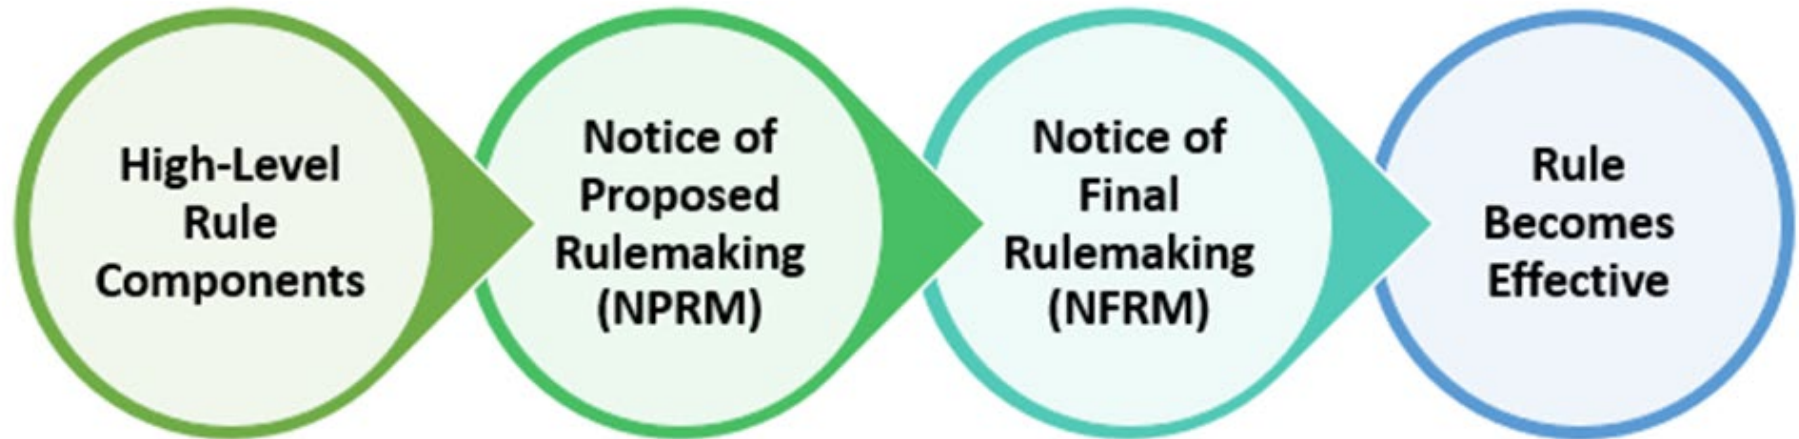 High-Level
Rule
Components
Notice of
Proposed
Rulemaking
(NPRM)
Notice of
Final
Rulemaking
(NFRM)
Rule
Becomes
Effective